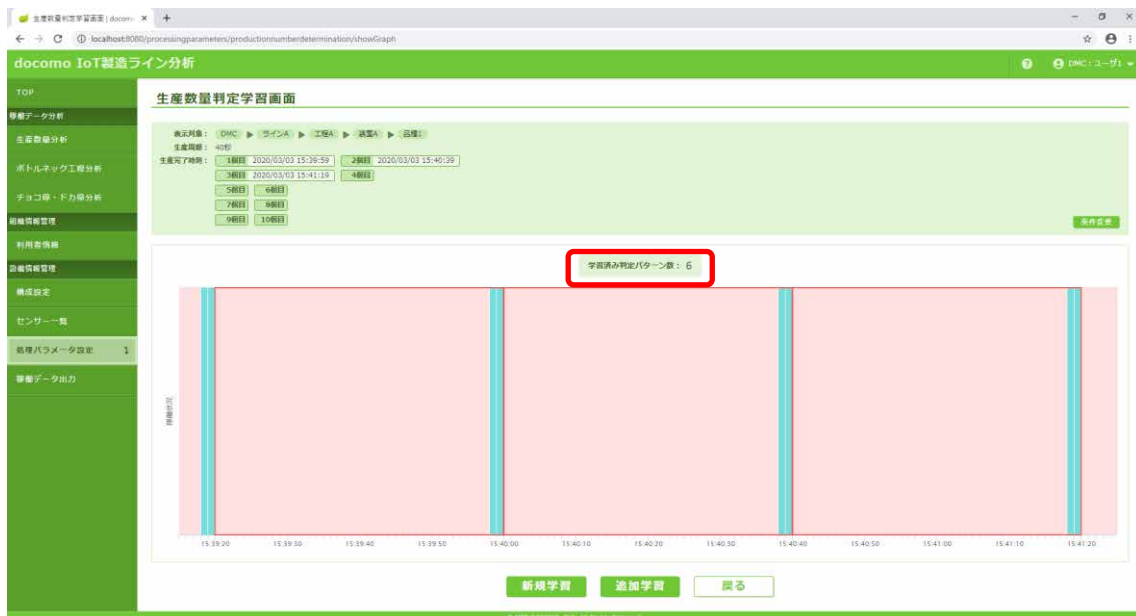 生産数量判定学習画面 | docomo
localhost:8080/processingparameters/productionnumberdetermination/showGraph
docomo IoT製造ライン分析
DMC : ユーザ1
TOP
稼働データ分析
生産数量分析
ボトルネック工程分析
チョコ停・ドカ停分析
組織情報管理
利用者情報
設備情報管理
構成設定
センサー一覧
処理パラメータ設定
稼働データ出力
生産数量判定学習画面
表示対象： DMC ▶ ラインA ▶ 工程A ▶ 装置A ▶ 品種1
生産周期： 40秒
生産完了時刻： 1個目 2020/03/03 15:39:59 2個目 2020/03/03 15:40:39
3個目 2020/03/03 15:41:19 4個目
5個目 6個目
7個目 8個目
9個目 10個目
条件変更
学習済み判定パターン数： 6
稼働状況
15:39:20 15:39:30 15:39:40 15:39:50 15:40:00 15:40:10 15:40:20 15:40:30 15:40:40 15:40:50 15:41:00 15:41:10 15:41:20
新規学習 追加学習 戻る